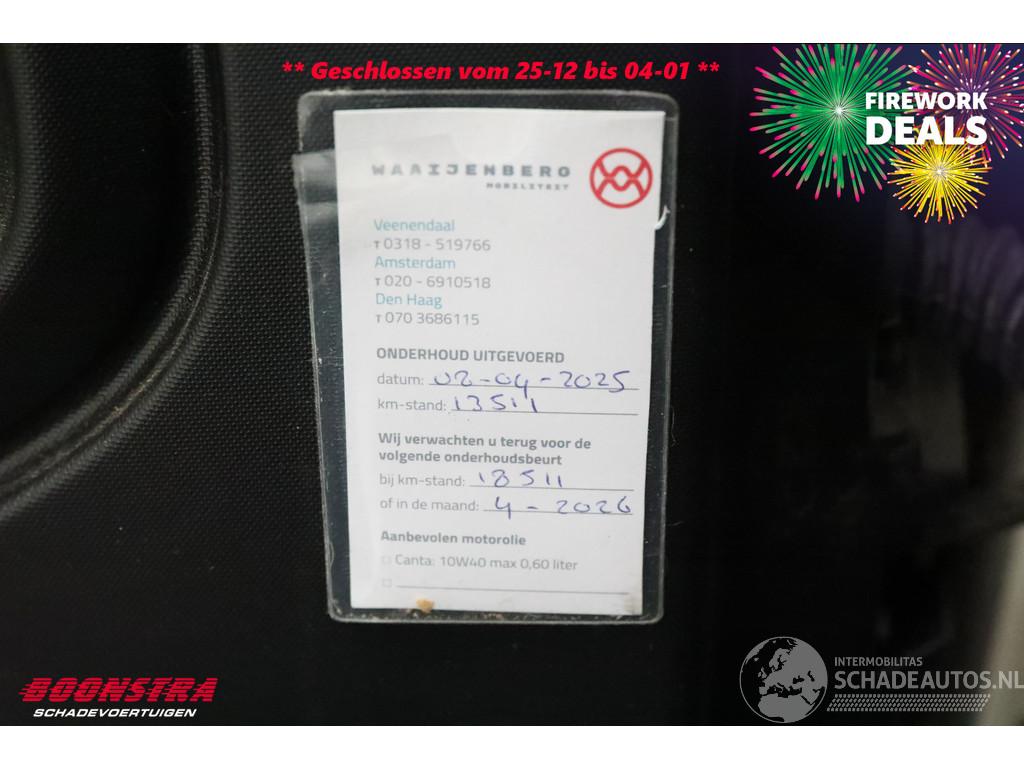 ** Geschlossen vom 25-12 bis 04-01 **
FIREWORK
DEALS
WAAIJENBERG
MOBILITEIT
Veenendaal
T 0318 - 519766
Amsterdam
T 020 - 6910518
Den Haag
T 070 3686115
ONDERHOUD UITGEVOERD
datum: 02-04-2025
km-stand: 13511
Wij verwachten u terug voor de
volgende onderhoudsbeurt
bij km-stand: 18511
of in de maand: 4 - 2026
Aanbevolen motorolie
Canta: 10W40 max 0,60 liter
BOONSTRA
SCHADEVOERTUIGEN
INTERMOBILITAS
SCHADEAUTOS.NL